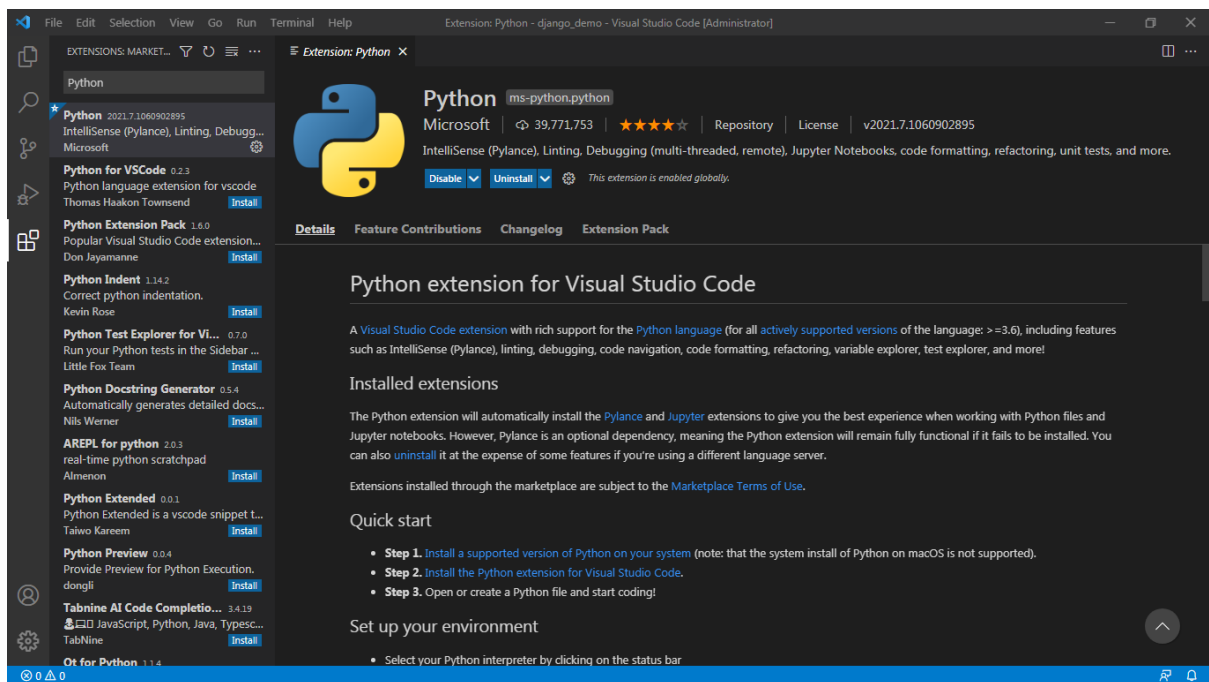 File Edit Selection View Go Run Terminal Help
Extension: Python - django_demo - Visual Studio Code [Administrator]
EXTENSIONS: MARKET...
Python
Python 2021.7.1060902895
IntelliSense (Pylance), Linting, Debugg...
Microsoft
Python for VSCode 0.2.3
Python language extension for vscode
Thomas Haakon Townsend Install
Python Extension Pack 1.6.0
Popular Visual Studio Code extension...
Don Jayamanne Install
Python Indent 1.14.2
Correct python indentation.
Kevin Rose Install
Python Test Explorer for Vi... 0.7.0
Run your Python tests in the Sidebar ...
Little Fox Team Install
Python Docstring Generator 0.5.4
Automatically generates detailed docs...
Nils Werner Install
AREPL for python 2.0.3
real-time python scratchpad
Almenon Install
Python Extended 0.0.1
Python Extended is a vscode snippet t...
Taiwo Kareem Install
Python Preview 0.0.4
Provide Preview for Python Execution.
dongli Install
Tabnine AI Code Completio... 3.4.19
JavaScript, Python, Java, Typesc...
TabNine Install
Qt for Python 1.1.4
Extension: Python
Python ms-python.python
Microsoft 39,771,753 Repository License v2021.7.1060902895
IntelliSense (Pylance), Linting, Debugging (multi-threaded, remote), Jupyter Notebooks, code formatting, refactoring, unit tests, and more.
Disable Uninstall This extension is enabled globally.
Details Feature Contributions Changelog Extension Pack
Python extension for Visual Studio Code
A Visual Studio Code extension with rich support for the Python language (for all actively supported versions of the language: >=3.6), including features
such as IntelliSense (Pylance), linting, debugging, code navigation, code formatting, refactoring, variable explorer, test explorer, and more!
Installed extensions
The Python extension will automatically install the Pylance and Jupyter extensions to give you the best experience when working with Python files and
Jupyter notebooks. However, Pylance is an optional dependency, meaning the Python extension will remain fully functional if it fails to be installed. You
can also uninstall it at the expense of some features if you're using a different language server.
Extensions installed through the marketplace are subject to the Marketplace Terms of Use.
Quick start
• Step 1. Install a supported version of Python on your system (note: that the system install of Python on macOS is not supported).
• Step 2. Install the Python extension for Visual Studio Code.
• Step 3. Open or create a Python file and start coding!
Set up your environment
• Select your Python interpreter by clicking on the status bar
0 0